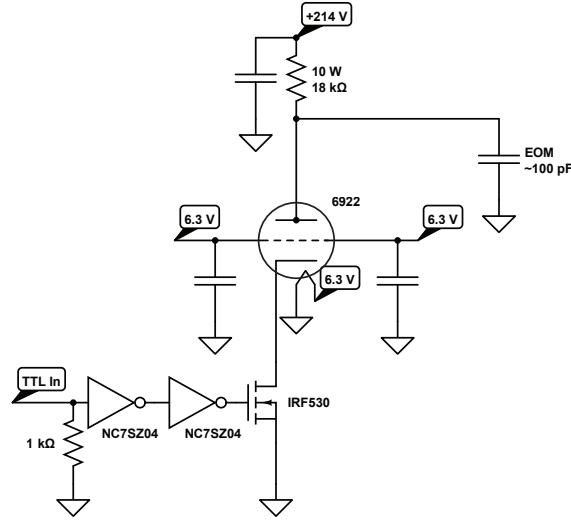 +214 V
10 W
18 kΩ
EOM
~100 pF
6922
6.3 V
6.3 V
6.3 V
TTL In
IRF530
NC7SZ04
NC7SZ04
1 kΩ